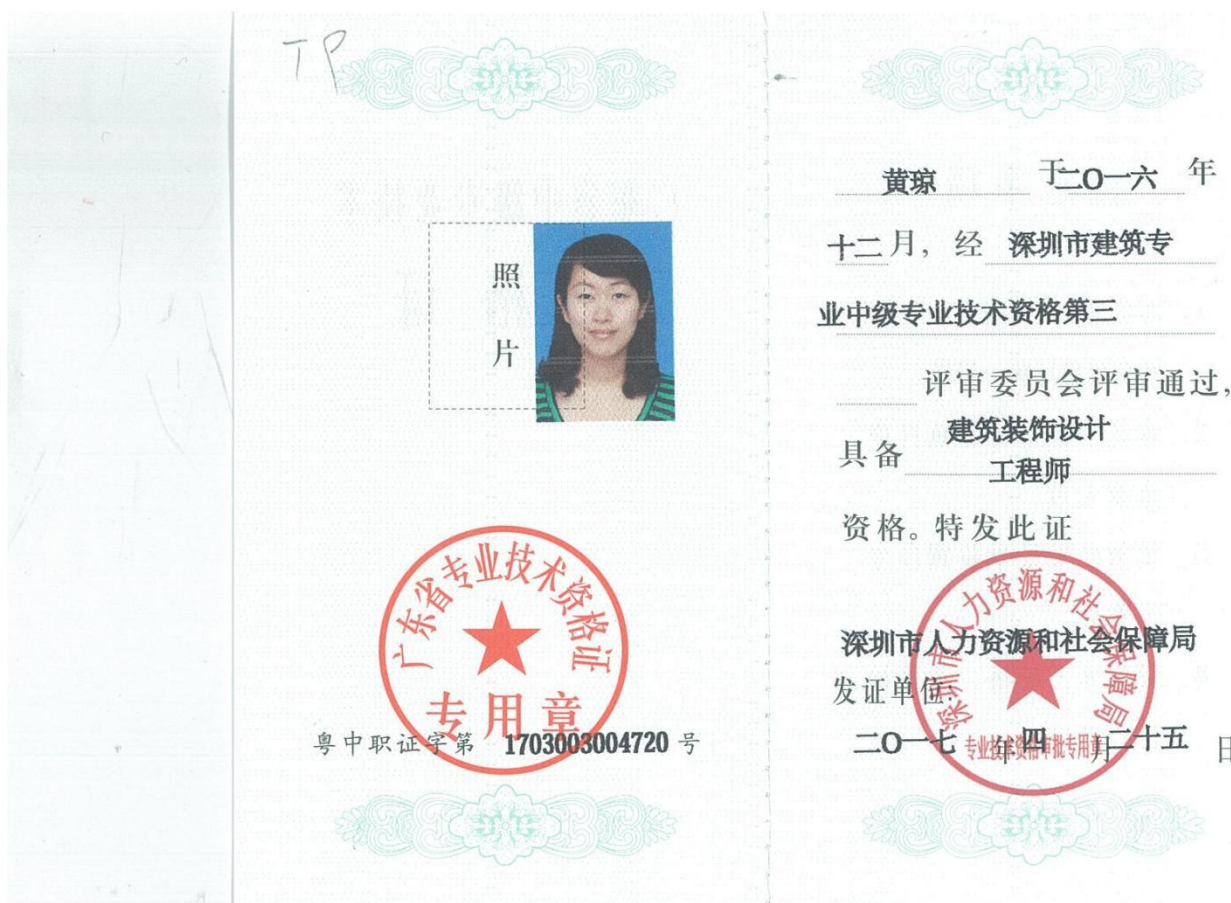 TP
照
片
广东省专业技术资格证
专用章
粤中职证字第 1703003004720 号
黄琼 于二〇一六 年
十二月，经 深圳市建筑专
业中级专业技术资格第三
评审委员会评审通过，
具备 建筑装饰设计
工程师
资格。特发此证
深圳市人力资源和社会保障局
深圳市人力资源和社会保障局
发证单位：
专业技术资格审批专用章
二〇一七 年 四 月 二十五 日